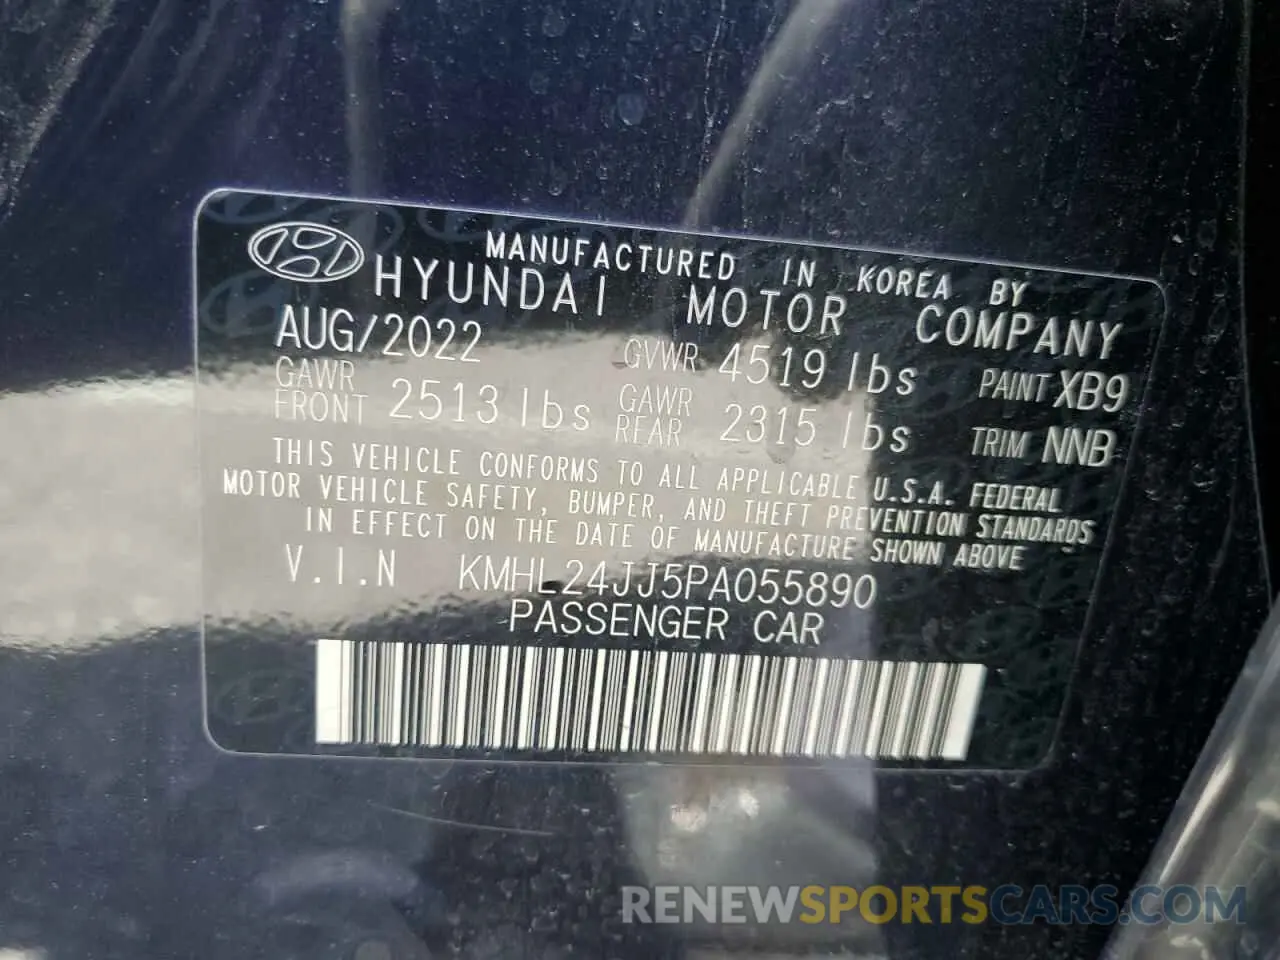 MANUFACTURED IN KOREA BY
HYUNDAI MOTOR COMPANY
AUG/2022 GVWR 4519 lbs PAINT XB9
GAWR FRONT 2513 lbs GAWR REAR 2315 lbs TRIM NNB
THIS VEHICLE CONFORMS TO ALL APPLICABLE U.S.A. FEDERAL
MOTOR VEHICLE SAFETY, BUMPER, AND THEFT PREVENTION STANDARDS
IN EFFECT ON THE DATE OF MANUFACTURE SHOWN ABOVE
V.I.N KMHL24JJ5PA055890
PASSENGER CAR
RENEWSPORTSCARS.COM